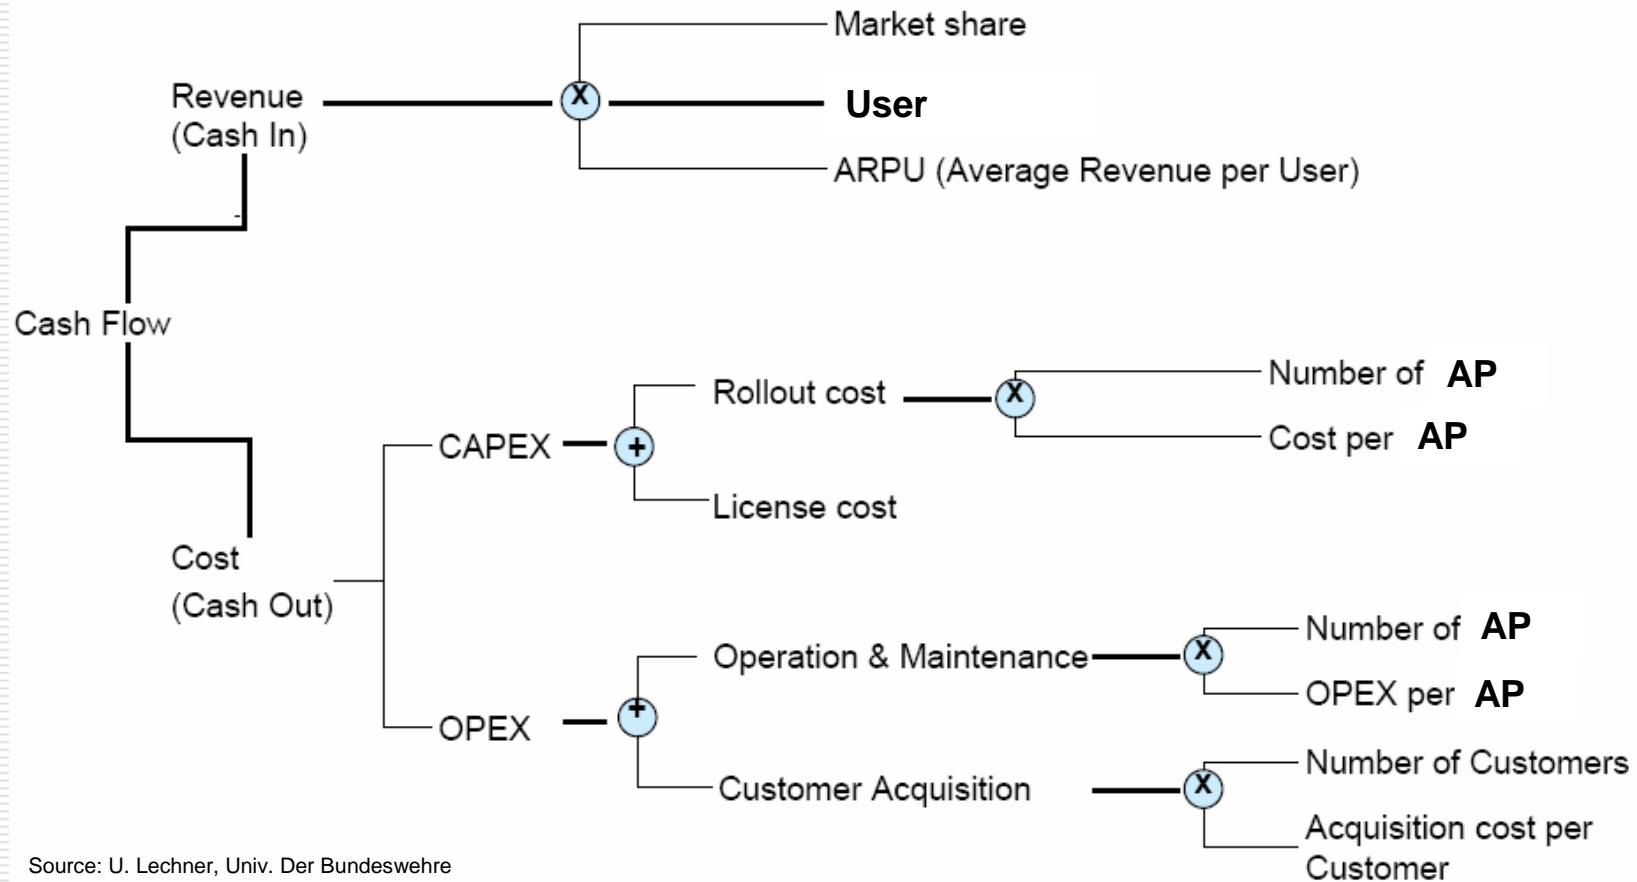 Market share
Revenue
(Cash In)
X
User
ARPU (Average Revenue per User)
-
Cash Flow
Number of AP
Rollout cost
X
Cost per AP
CAPEX
+
License cost
Cost
(Cash Out)
Number of AP
Operation & Maintenance
X
OPEX per AP
OPEX
+
Number of Customers
Customer Acquisition
X
Acquisition cost per
Customer
Source: U. Lechner, Univ. Der Bundeswehre